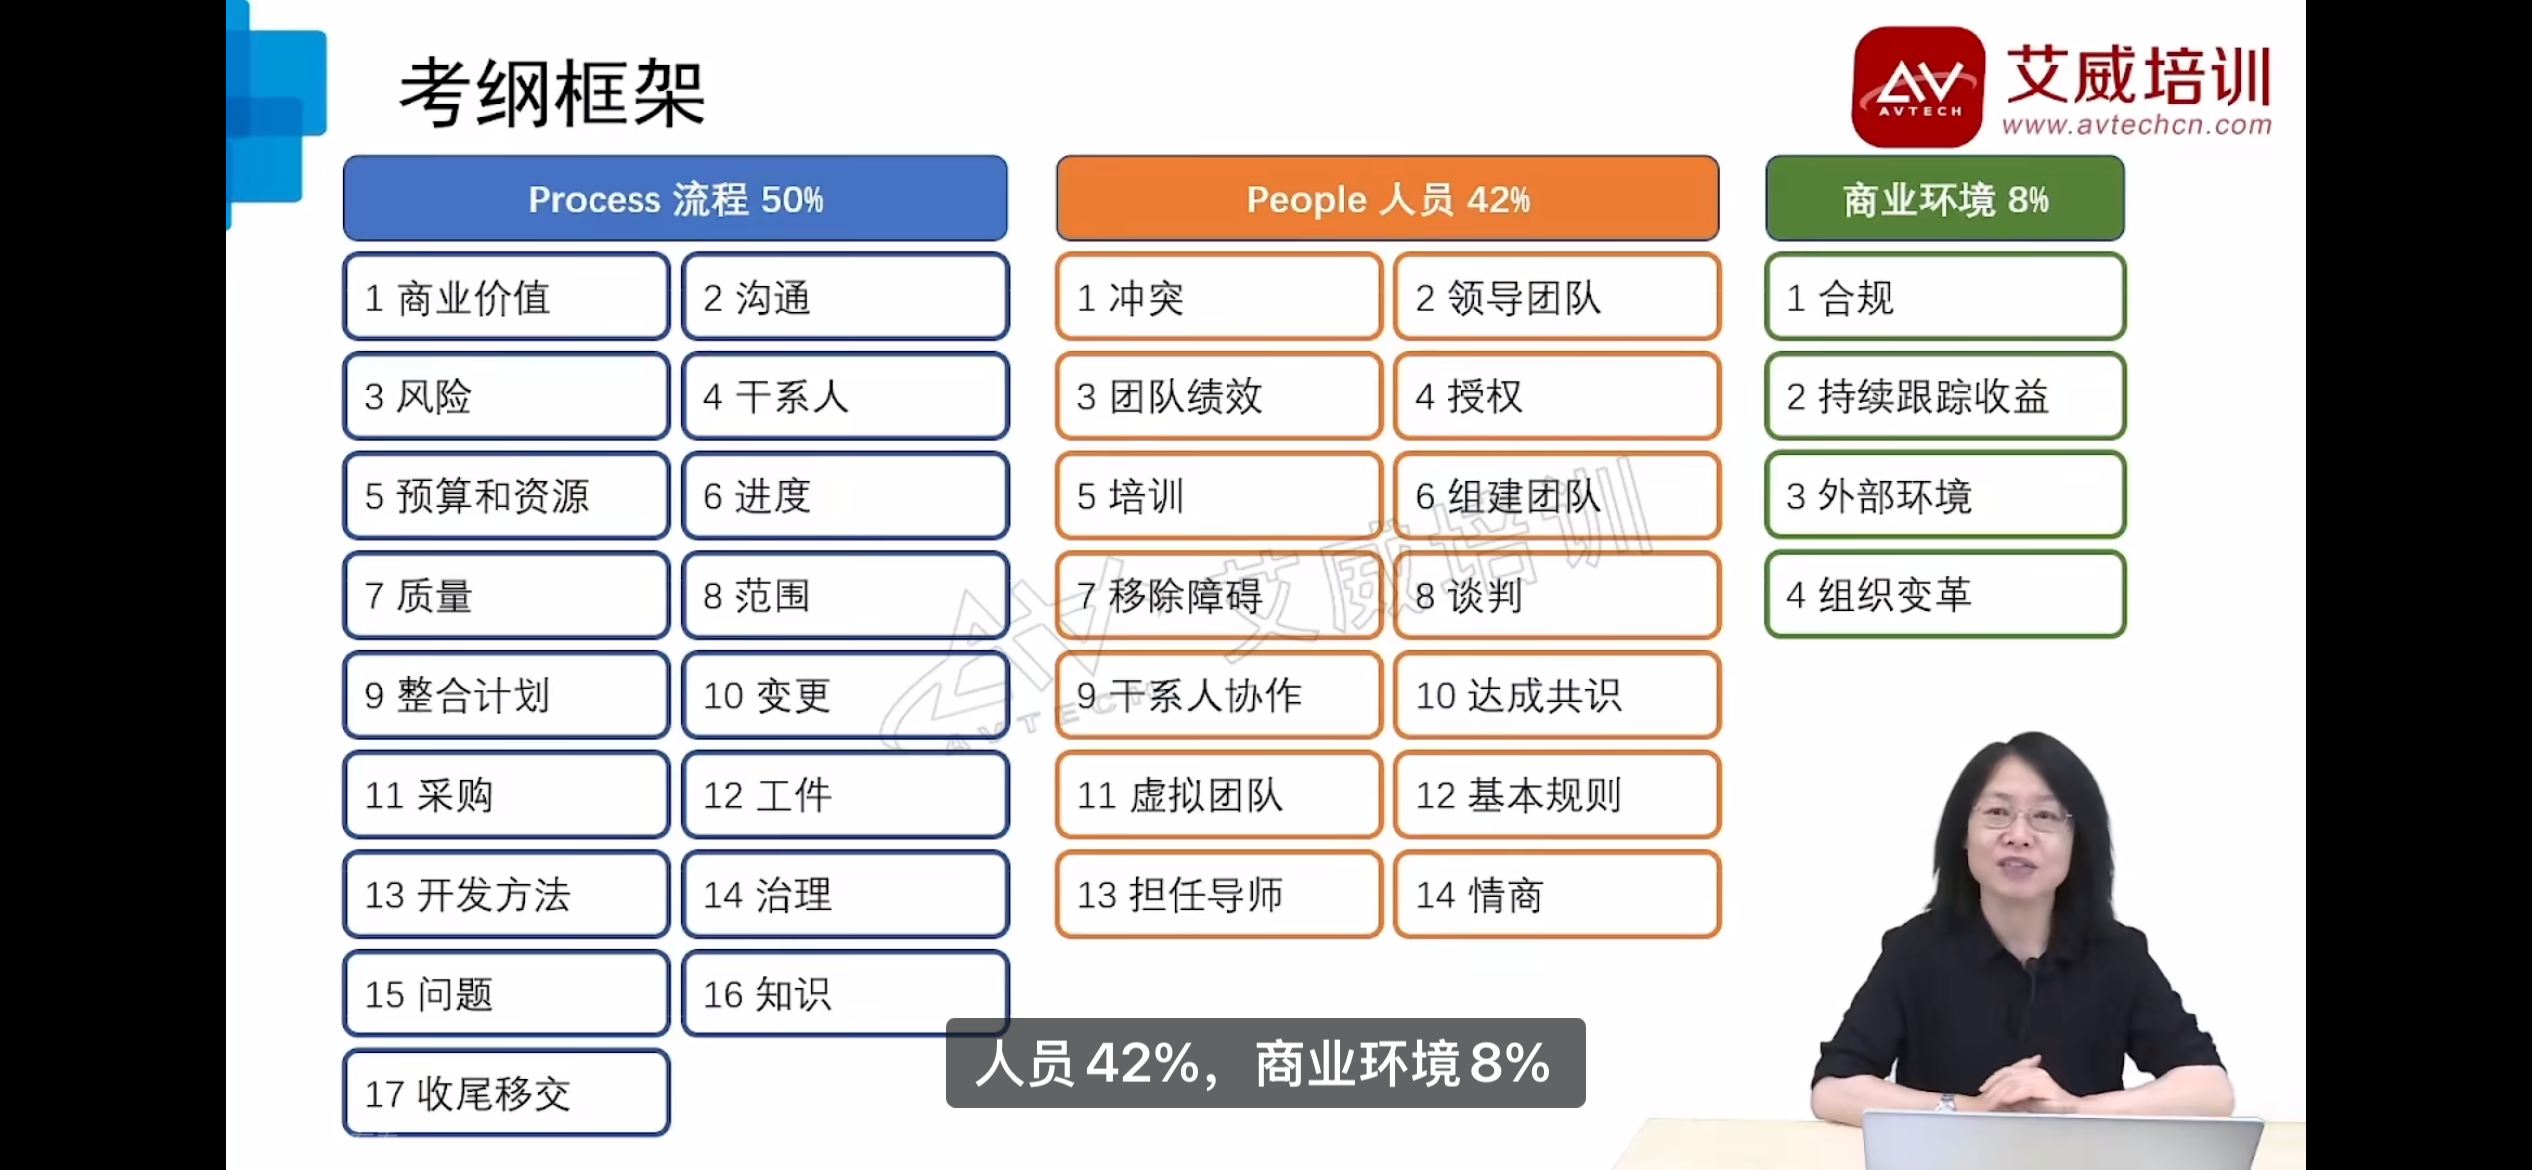 考纲框架
AVTECH
艾威培训
www.avtechcn.com
Process 流程 50%
1 商业价值
2 沟通
3 风险
4 干系人
5 预算和资源
6 进度
7 质量
8 范围
9 整合计划
10 变更
11 采购
12 工件
13 开发方法
14 治理
15 问题
16 知识
17 收尾移交
People 人员 42%
1 冲突
2 领导团队
3 团队绩效
4 授权
5 培训
6 组建团队
7 移除障碍
8 谈判
9 干系人协作
10 达成共识
11 虚拟团队
12 基本规则
13 担任导师
14 情商
商业环境 8%
1 合规
2 持续跟踪收益
3 外部环境
4 组织变革
AVTECH 艾威培训
人员42%，商业环境8%